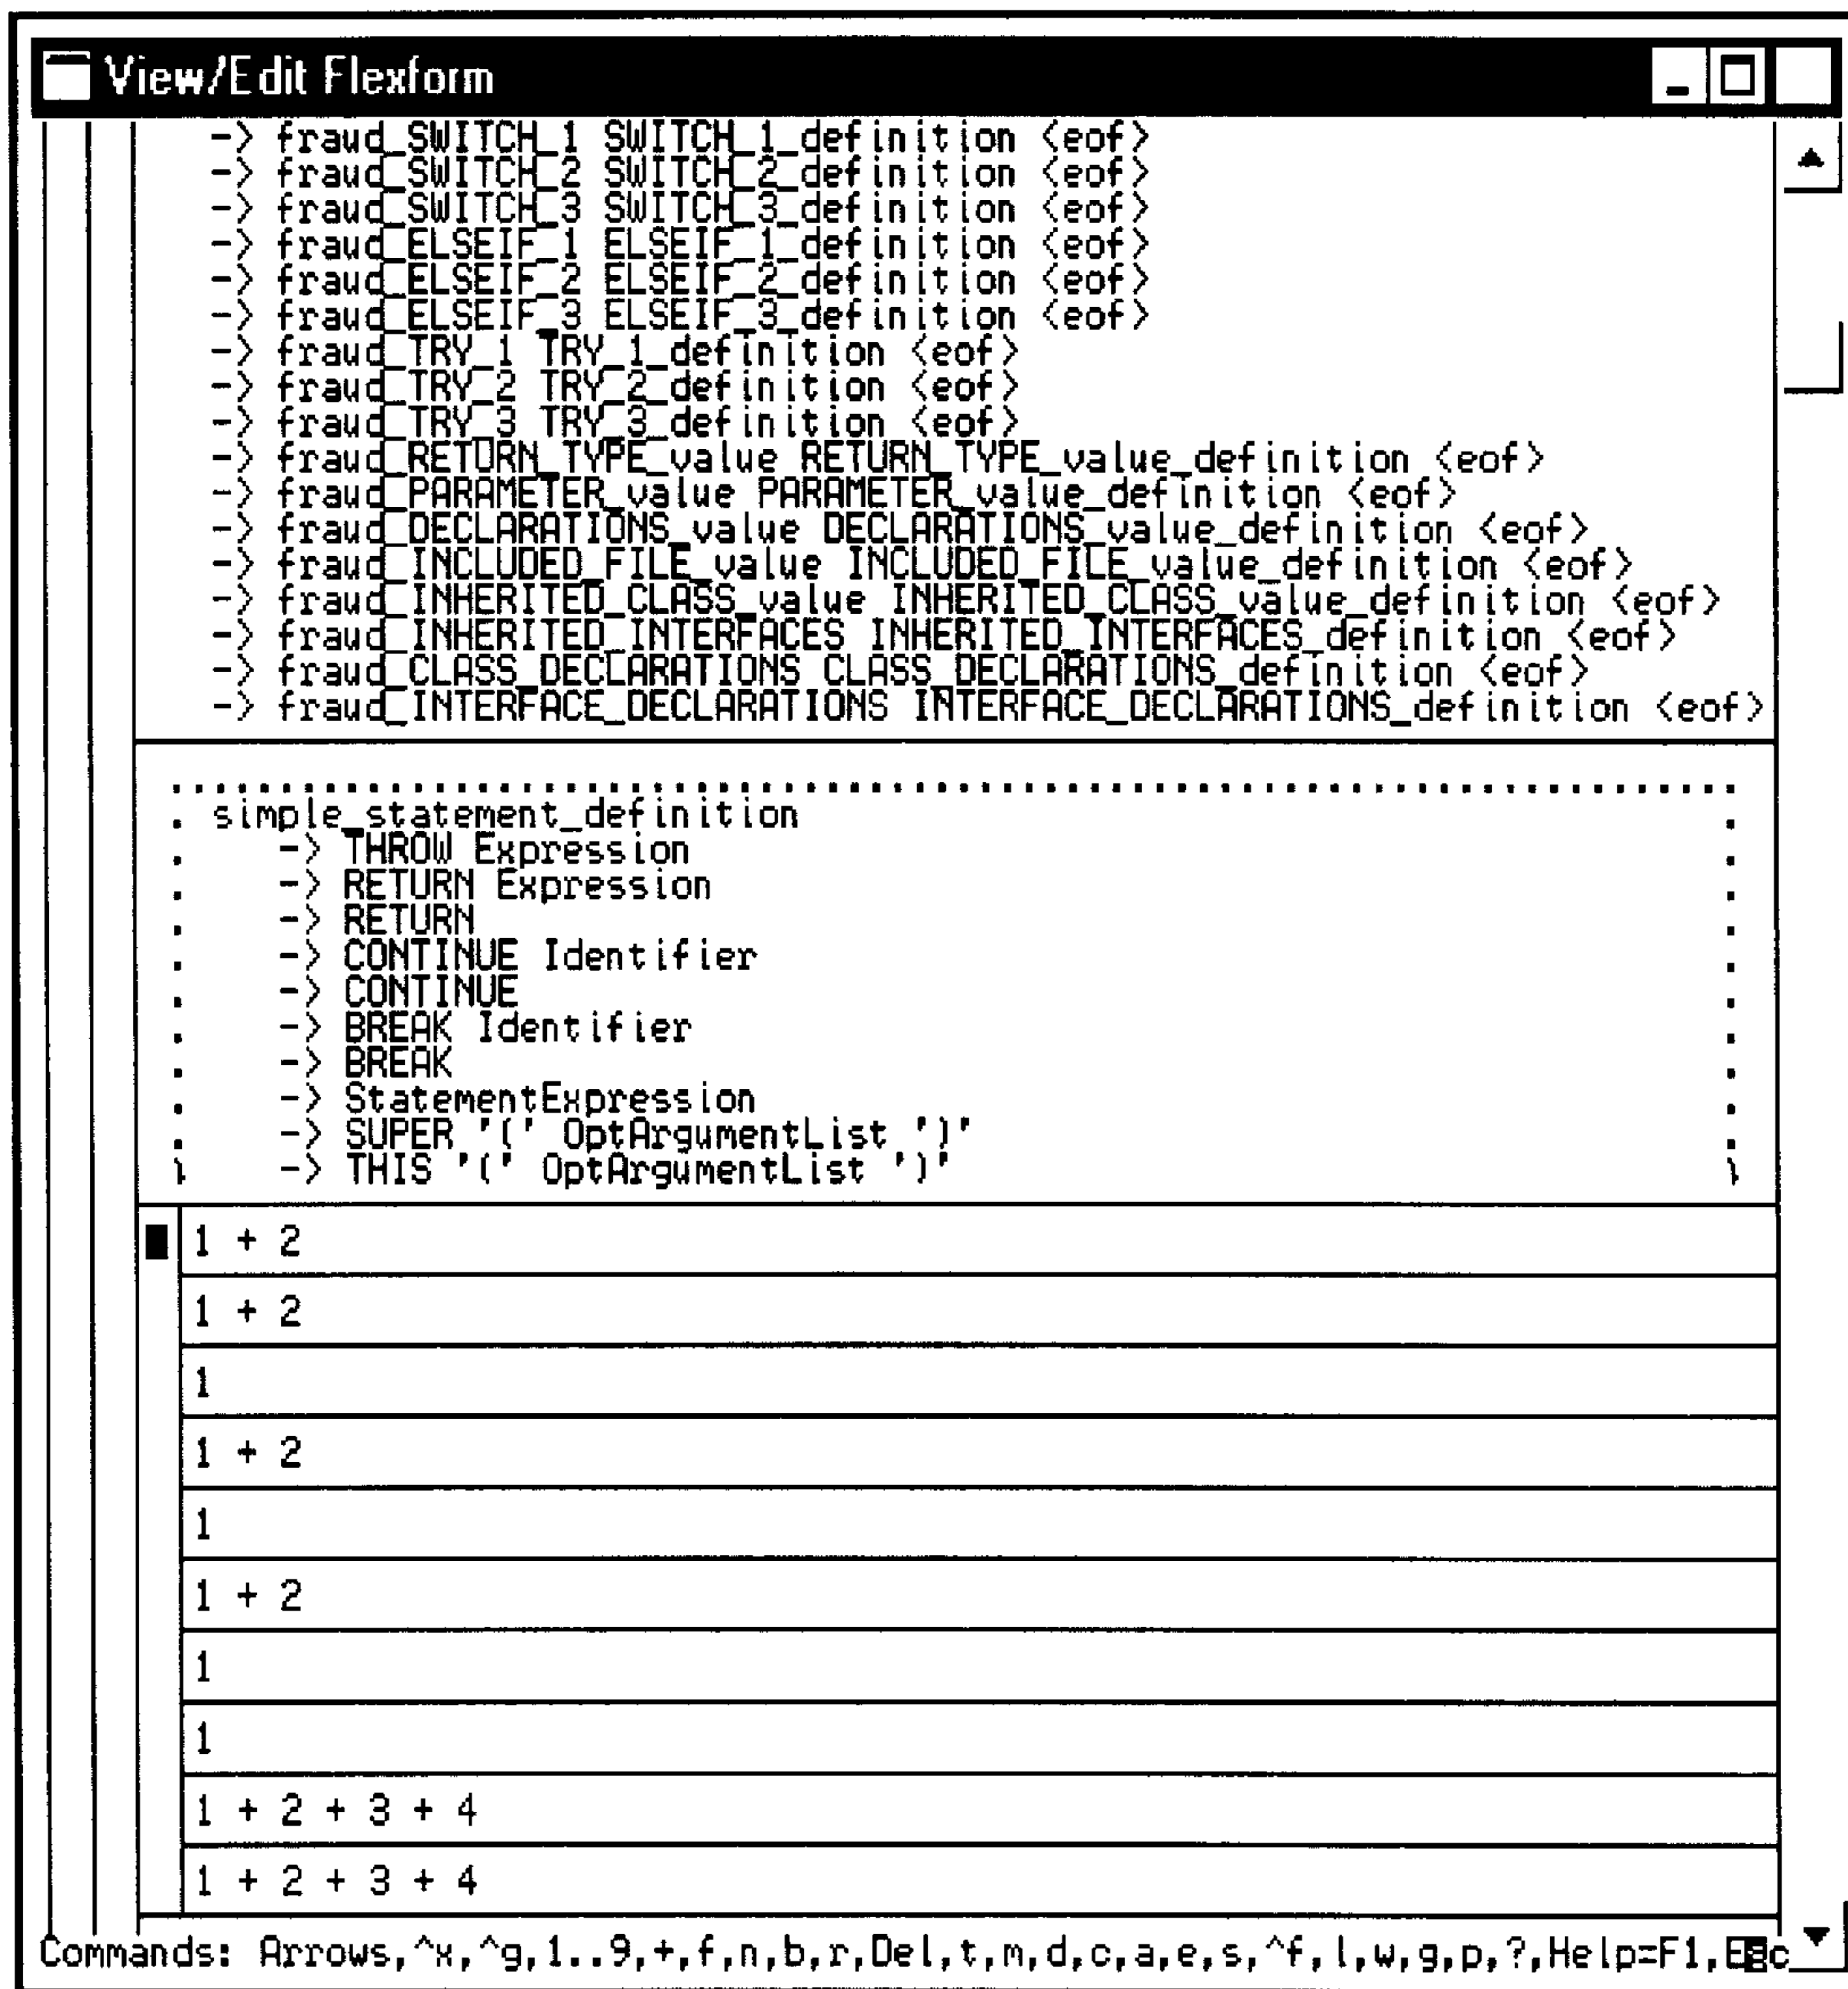 View/Edit Flexform
-> fraud_SWITCH_1 SWITCH_1_definition <eof>
-> fraud_SWITCH_2 SWITCH_2_definition <eof>
-> fraud_SWITCH_3 SWITCH_3_definition <eof>
-> fraud_ELSEIF_1 ELSEIF_1_definition <eof>
-> fraud_ELSEIF_2 ELSEIF_2_definition <eof>
-> fraud_ELSEIF_3 ELSEIF_3_definition <eof>
-> fraud_TRY_1 TRY_1_definition <eof>
-> fraud_TRY_2 TRY_2_definition <eof>
-> fraud_TRY_3 TRY_3_definition <eof>
-> fraud_RETURN_TYPE_value RETURN_TYPE_value_definition <eof>
-> fraud_PARAMETER_value PARAMETER_value_definition <eof>
-> fraud_DECLARATIONS_value DECLARATIONS_value_definition <eof>
-> fraud_INCLUDED_FILE_value INCLUDED_FILE_value_definition <eof>
-> fraud_INHERITED_CLASS_value INHERITED_CLASS_value_definition <eof>
-> fraud_INHERITED_INTERFACES INHERITED_INTERFACES_definition <eof>
-> fraud_CLASS_DECLARATIONS CLASS_DECLARATIONS_definition <eof>
-> fraud_INTERFACE_DECLARATIONS INTERFACE_DECLARATIONS_definition <eof>
simple_statement_definition
-> THROW Expression
-> RETURN Expression
-> RETURN
-> CONTINUE Identifier
-> CONTINUE
-> BREAK Identifier
-> BREAK
-> StatementExpression
-> SUPER '(' OptArgumentList ')'
-> THIS '(' OptArgumentList ')'
1 + 2
1 + 2
1
1 + 2
1
1 + 2
1
1
1 + 2 + 3 + 4
1 + 2 + 3 + 4
Commands: Arrows,^x,^g,1..9,+,f,n,b,r,Del,t,m,d,c,a,e,s,^f,l,w,g,p,?,Help=F1,Esc